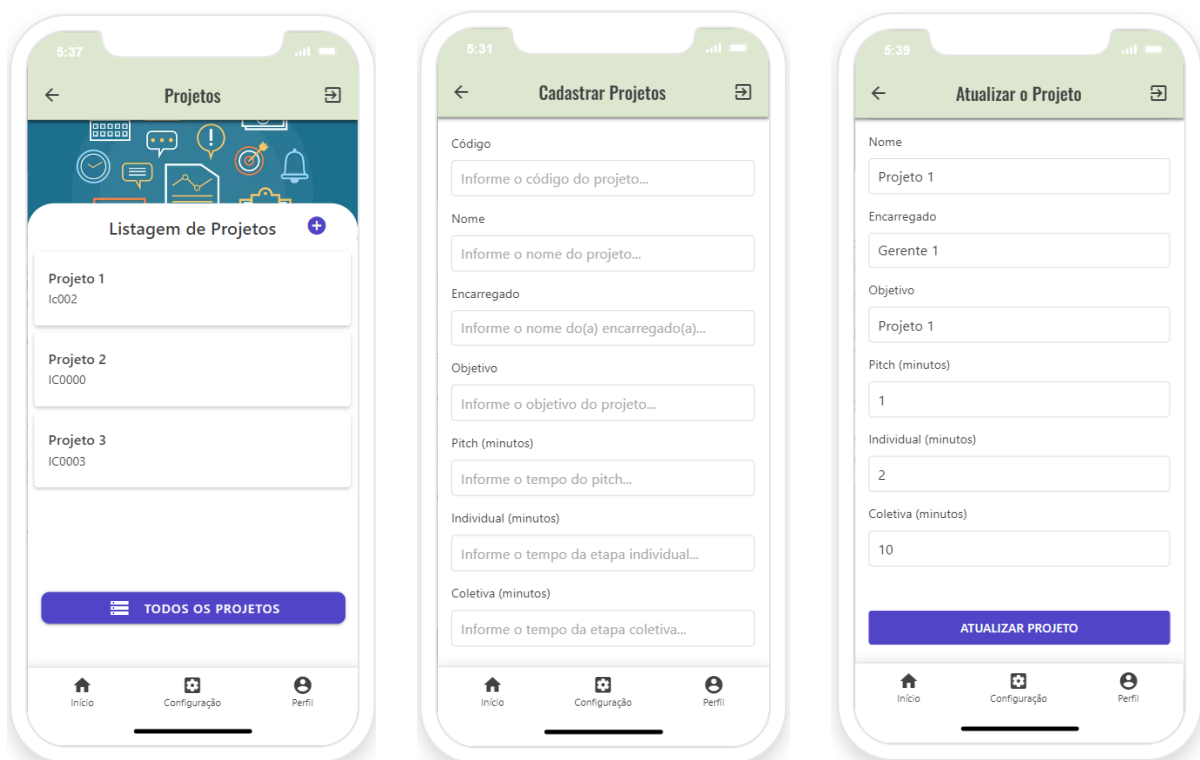 5:37
Projetos
Listagem de Projetos
Projeto 1
Ic002
Projeto 2
IC0000
Projeto 3
IC0003
TODOS OS PROJETOS
Início
Configuração
Perfil
5:31
Cadastrar Projetos
Código
Informe o código do projeto...
Nome
Informe o nome do projeto...
Encarregado
Informe o nome do(a) encarregado(a)...
Objetivo
Informe o objetivo do projeto...
Pitch (minutos)
Informe o tempo do pitch...
Individual (minutos)
Informe o tempo da etapa individual...
Coletiva (minutos)
Informe o tempo da etapa coletiva...
Início
Configuração
Perfil
5:39
Atualizar o Projeto
Nome
Projeto 1
Encarregado
Gerente 1
Objetivo
Projeto 1
Pitch (minutos)
1
Individual (minutos)
2
Coletiva (minutos)
10
ATUALIZAR PROJETO
Início
Configuração
Perfil